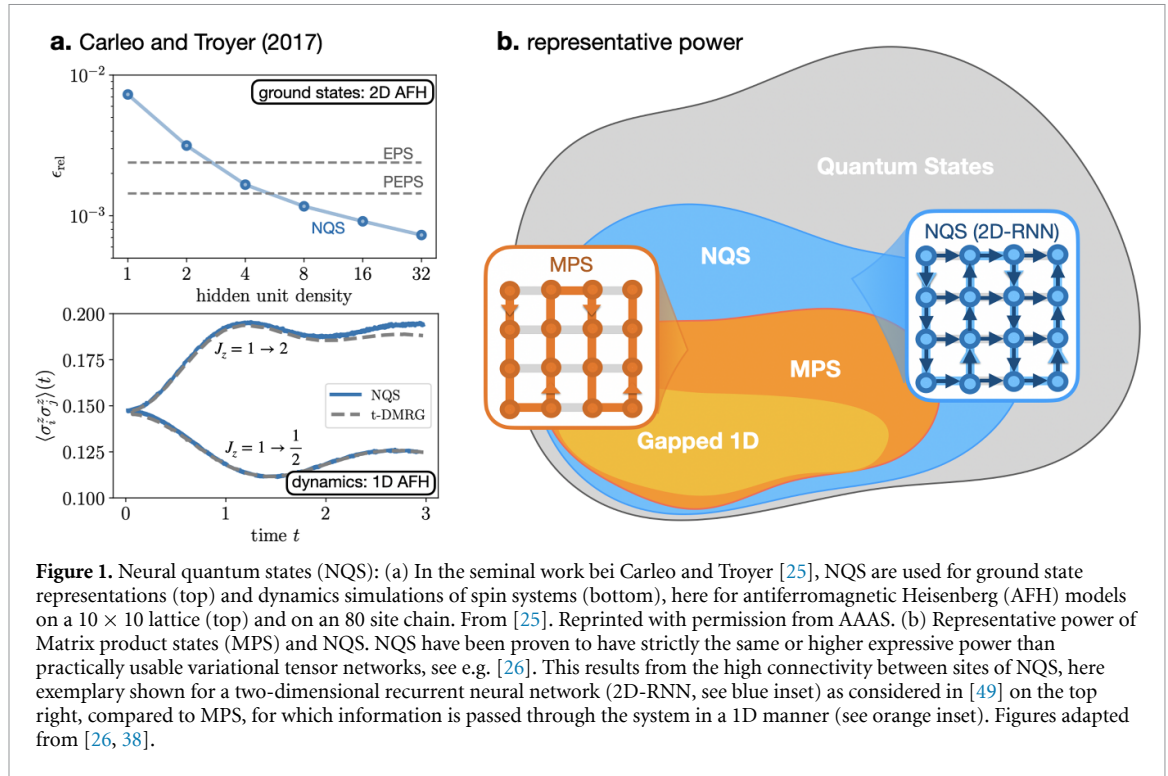 a. Carleo and Troyer (2017)
10⁻²
ground states: 2D AFH
ϵ_rel
EPS
PEPS
10⁻³
NQS
1 2 4 8 16 32
hidden unit density
0.200
0.175
0.150
0.125
0.100
⟨σᵢᶻσⱼᶻ⟩(t)
J_z = 1 → 2
NQS
t-DMRG
J_z = 1 → 1/2
dynamics: 1D AFH
0 1 2 3
time t
b. representative power
Quantum States
NQS
NQS (2D-RNN)
MPS
MPS
Gapped 1D
Figure 1. Neural quantum states (NQS): (a) In the seminal work bei Carleo and Troyer [25], NQS are used for ground state
representations (top) and dynamics simulations of spin systems (bottom), here for antiferromagnetic Heisenberg (AFH) models
on a 10 × 10 lattice (top) and on an 80 site chain. From [25]. Reprinted with permission from AAAS. (b) Representative power of
Matrix product states (MPS) and NQS. NQS have been proven to have strictly the same or higher expressive power than
practically usable variational tensor networks, see e.g. [26]. This results from the high connectivity between sites of NQS, here
exemplary shown for a two-dimensional recurrent neural network (2D-RNN, see blue inset) as considered in [49] on the top
right, compared to MPS, for which information is passed through the system in a 1D manner (see orange inset). Figures adapted
from [26, 38].